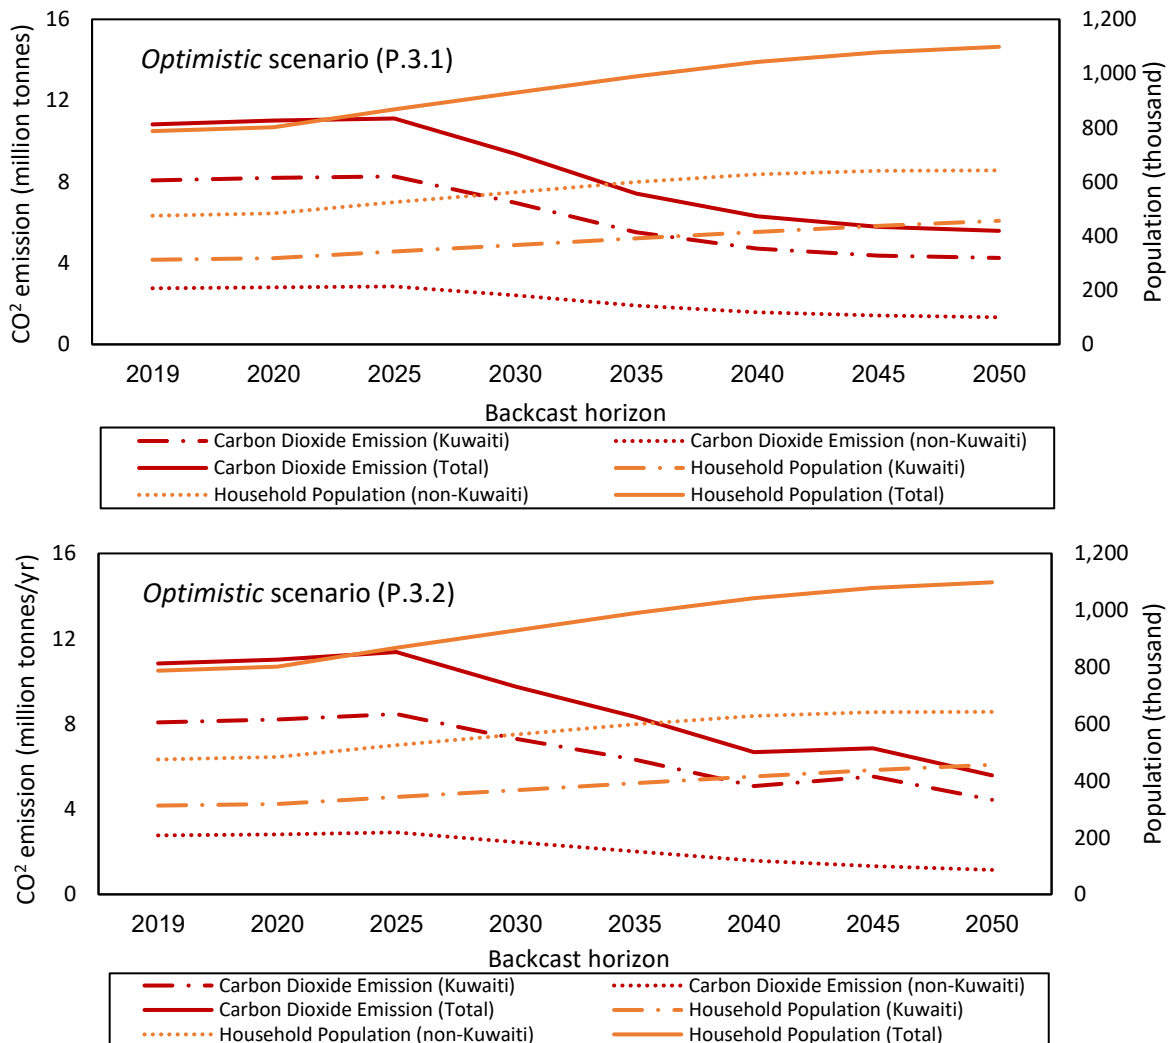 16 1,200
Optimistic scenario (P.3.1)
1,000
12
800
8 600
400
4
200
0 0
CO² emission (million tonnes)
Population (thousand)
2019 2020 2025 2030 2035 2040 2045 2050
Backcast horizon
Carbon Dioxide Emission (Kuwaiti) Carbon Dioxide Emission (non-Kuwaiti)
Carbon Dioxide Emission (Total) Household Population (Kuwaiti)
Household Population (non-Kuwaiti) Household Population (Total)
16 1,200
Optimistic scenario (P.3.2)
1,000
12
800
8 600
400
4
200
0 0
CO² emission (million tonnes/yr)
Population (thousand)
2019 2020 2025 2030 2035 2040 2045 2050
Backcast horizon
Carbon Dioxide Emission (Kuwaiti) Carbon Dioxide Emission (non-Kuwaiti)
Carbon Dioxide Emission (Total) Household Population (Kuwaiti)
Household Population (non-Kuwaiti) Household Population (Total)